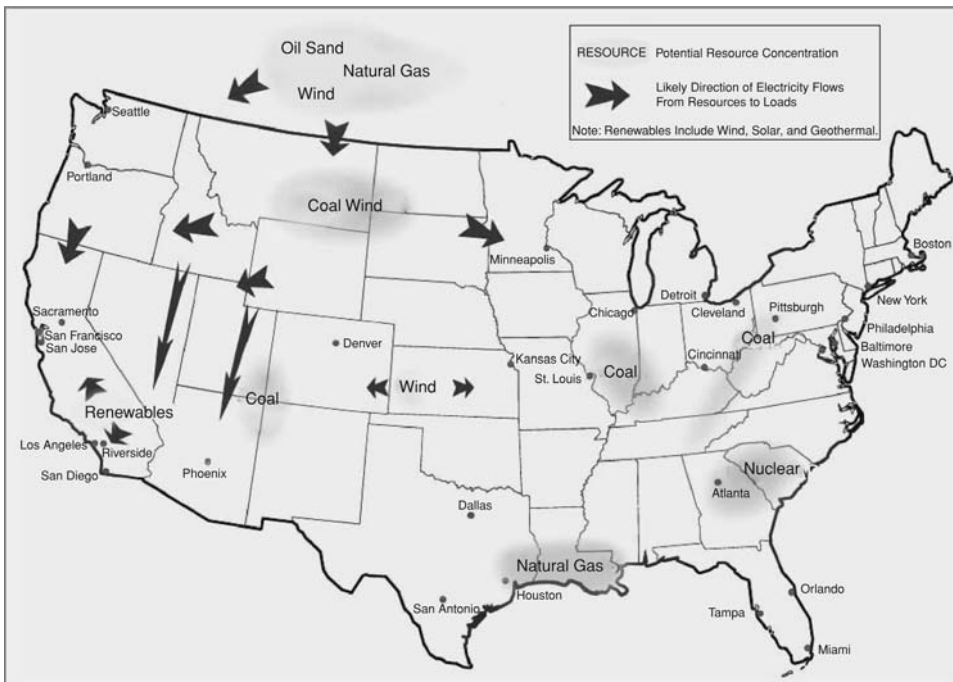 Oil Sand
Natural Gas
Wind
RESOURCE Potential Resource Concentration
Likely Direction of Electricity Flows
From Resources to Loads
Note: Renewables Include Wind, Solar, and Geothermal.
Seattle
Portland
Coal Wind
Minneapolis
Boston
Detroit
Cleveland
Pittsburgh
New York
Chicago
Sacramento
San Francisco
San Jose
Denver
Kansas City
St. Louis
Coal
Cincinnati
Coal
Philadelphia
Baltimore
Washington DC
Wind
Coal
Renewables
Los Angeles
Riverside
San Diego
Phoenix
Nuclear
Atlanta
Dallas
Natural Gas
Houston
San Antonio
Orlando
Tampa
Miami